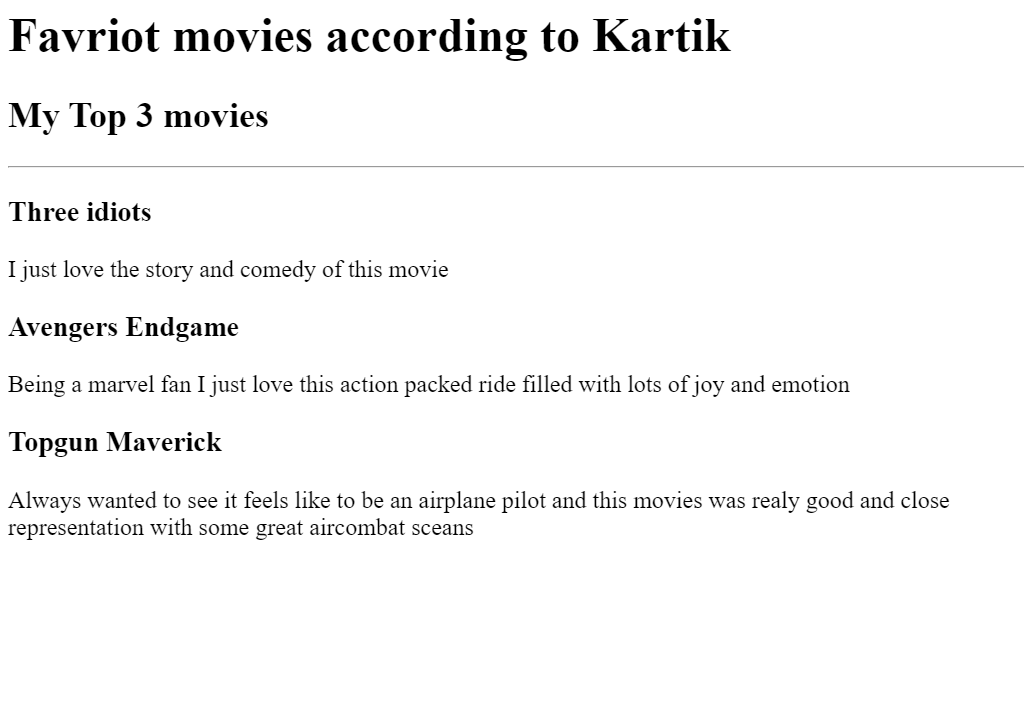 Favriot movies according to Kartik
My Top 3 movies
Three idiots
I just love the story and comedy of this movie
Avengers Endgame
Being a marvel fan I just love this action packed ride filled with lots of joy and emotion
Topgun Maverick
Always wanted to see it feels like to be an airplane pilot and this movies was realy good and close
representation with some great aircombat sceans